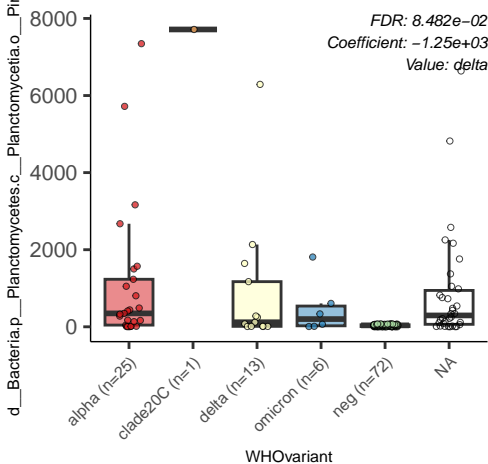 d__Bacteria.p__Planctomycetes.c__Planctomycetia.o__Pir
8000
6000
4000
2000
0
FDR: 8.482e−02
Coefficient: −1.25e+03
Value: delta
alpha (n=25)
clade20C (n=1)
delta (n=13)
omicron (n=6)
neg (n=72)
NA
WHOvariant